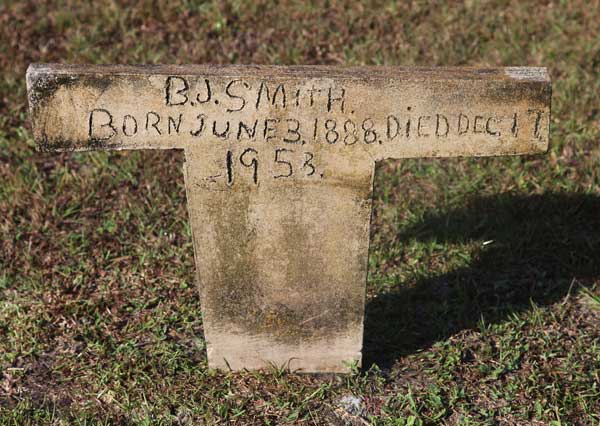 B.J. SMITH.
BORN JUNE 3, 1888, DIED DEC, 17
1953.